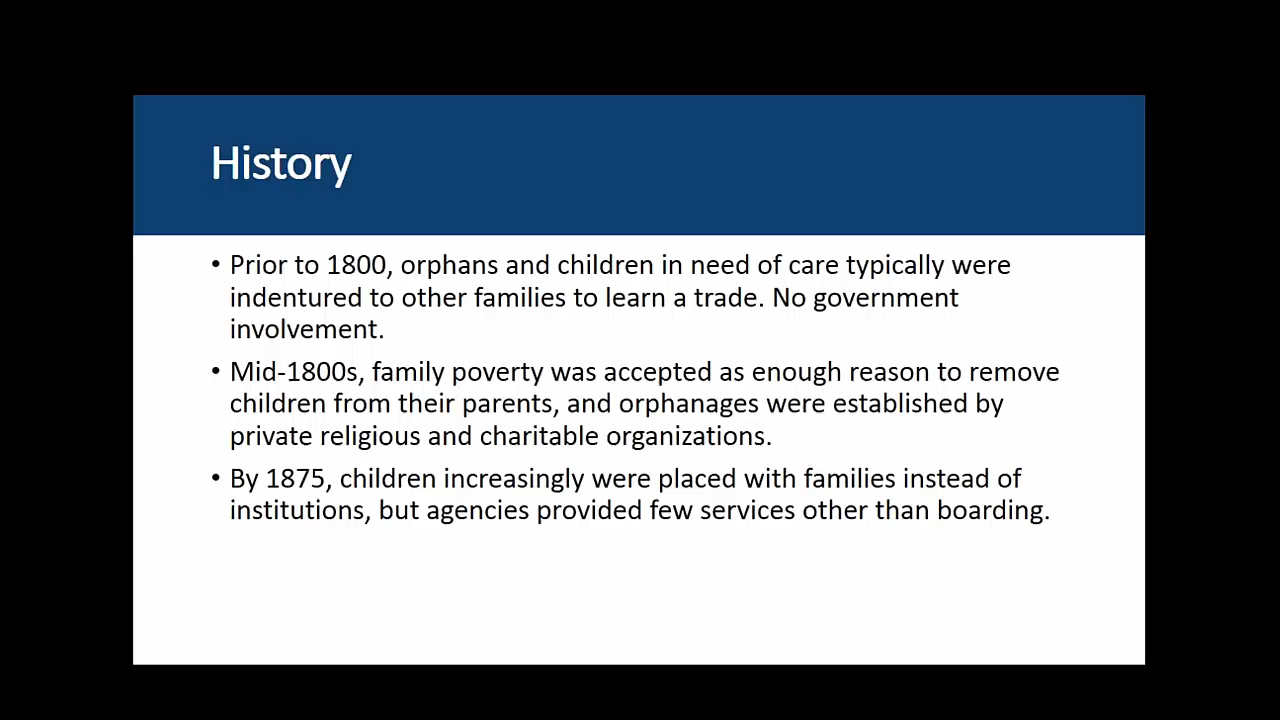 History
• Prior to 1800, orphans and children in need of care typically were
indentured to other families to learn a trade. No government
involvement.
• Mid-1800s, family poverty was accepted as enough reason to remove
children from their parents, and orphanages were established by
private religious and charitable organizations.
• By 1875, children increasingly were placed with families instead of
institutions, but agencies provided few services other than boarding.